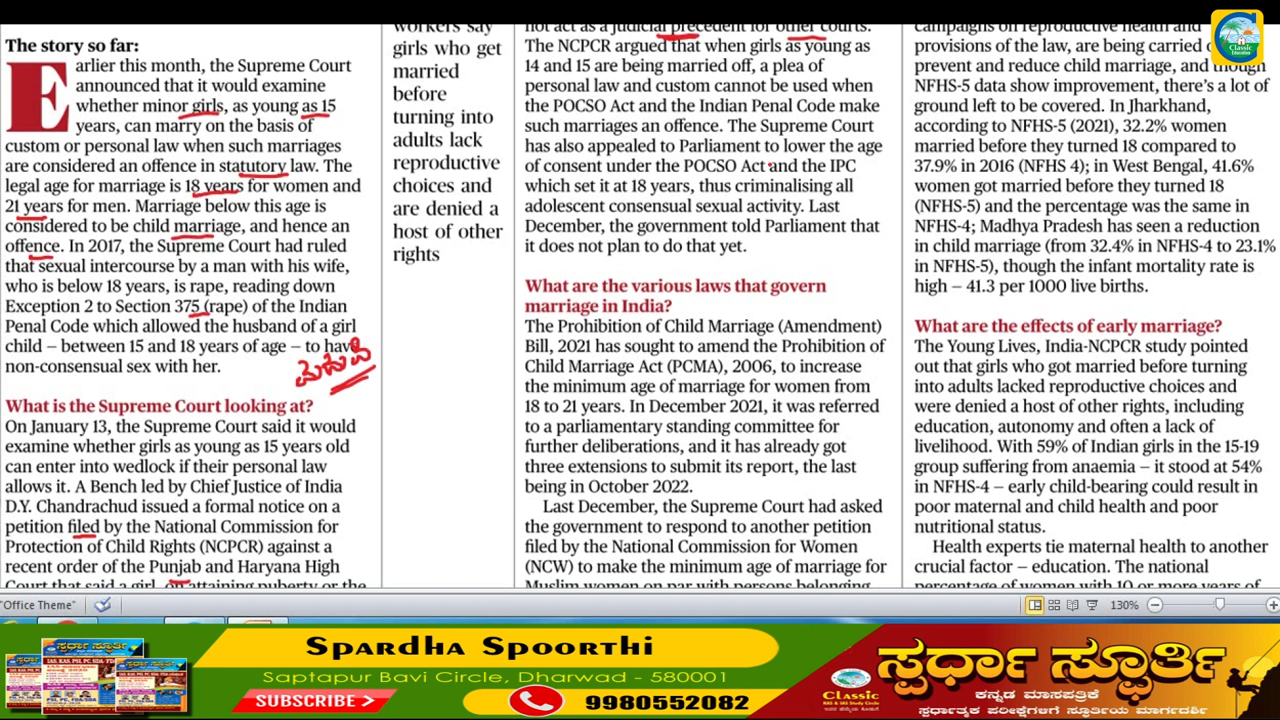 The story so far:
Earlier this month, the Supreme Court
announced that it would examine
whether minor girls, as young as 15
years, can marry on the basis of
custom or personal law when such marriages
are considered an offence in statutory law. The
legal age for marriage is 18 years for women and
21 years for men. Marriage below this age is
considered to be child marriage, and hence an
offence. In 2017, the Supreme Court had ruled
that sexual intercourse by a man with his wife,
who is below 18 years, is rape, reading down
Exception 2 to Section 375 (rape) of the Indian
Penal Code which allowed the husband of a girl
child — between 15 and 18 years of age — to have
non-consensual sex with her.
What is the Supreme Court looking at?
On January 13, the Supreme Court said it would
examine whether girls as young as 15 years old
can enter into wedlock if their personal law
allows it. A Bench led by Chief Justice of India
D.Y. Chandrachud issued a formal notice on a
petition filed by the National Commission for
Protection of Child Rights (NCPCR) against a
recent order of the Punjab and Haryana High
Court that said a girl, on attaining puberty or the
workers say
girls who get
married
before
turning into
adults lack
reproductive
choices and
are denied a
host of other
rights
not act as a judicial precedent for other courts.
The NCPCR argued that when girls as young as
14 nd 15 are being married off, a plea of
personal law and custom cannot be used when
the POCSO Act and the Indian Penal Code make
such marriages an offence. The Supreme Court
has also appealed to Parliament to lower the age
of consent under the POCSO Act and the IPC
which set it at 18 years, thus criminalising all
adolescent consensual sexual activity. Last
December, the government told Parliament that
it does not plan to do that yet.
What are the various laws that govern
marriage in India?
The Prohibition of Child Marriage (Amendment)
Bill, 2021 has sought to amend the Prohibition of
Child Marriage Act (PCMA), 2006, to increase
the minimum age of marriage for women from
18 to 21 years. In December 2021, it was referred
to a parliamentary standing committee for
further deliberations, and it has already got
three extensions to submit its report, the last
being in October 2022.
Last December, the Supreme Court had asked
the government to respond to another petition
filed by the National Commission for Women
(NCW) to make the minimum age of marriage for
Muslim women on par with persons belonging
campaigns on reproductive health and
provisions of the law, are being carried
prevent and reduce child marriage, and though
NFHS-5 data show improvement, there's a lot of
ground left to be covered. In Jharkhand,
according to NFHS-5 (2021), 32.2% women
married before they turned 18 compared to
37.9% in 2016 (NFHS 4); in West Bengal, 41.6%
women got married before they turned 18
(NFHS-5) and the percentage was the same in
NFHS-4; Madhya Pradesh has seen a reduction
in child marriage (from 32.4% in NFHS-4 to 23.1%
in NFHS-5), though the infant mortality rate is
high — 41.3 per 1000 live births.
What are the effects of early marriage?
The Young Lives, India-NCPCR study pointed
out that girls who got married before turning
into adults lacked reproductive choices and
were denied a host of other rights, including
education, autonomy and often a lack of
livelihood. With 59% of Indian girls in the 15-19
group suffering from anaemia — it stood at 54%
in NFHS-4 — early child-bearing could result in
poor maternal and child health and poor
nutritional status.
Health experts tie maternal health to another
crucial factor — education. The national
percentage of women with 10 or more years of
Classic
"Office Theme"
130%
Spardha Spoorthi
Saptapur Bavi Circle, Dharwad - 580001
SUBSCRIBE
9980552082
Classic
ಸ್ಪರ್ಧಾ ಸ್ಫೂರ್ತಿ
ಕನ್ನಡ ಮಾಸಪತ್ರಿಕೆ
ಸ್ಪರ್ಧಾತ್ಮಕ ಪರೀಕ್ಷೆಗಳಿಗೆ ಸ್ಫೂರ್ತಿದಾಯಕ ಮಾರ್ಗದರ್ಶಿ